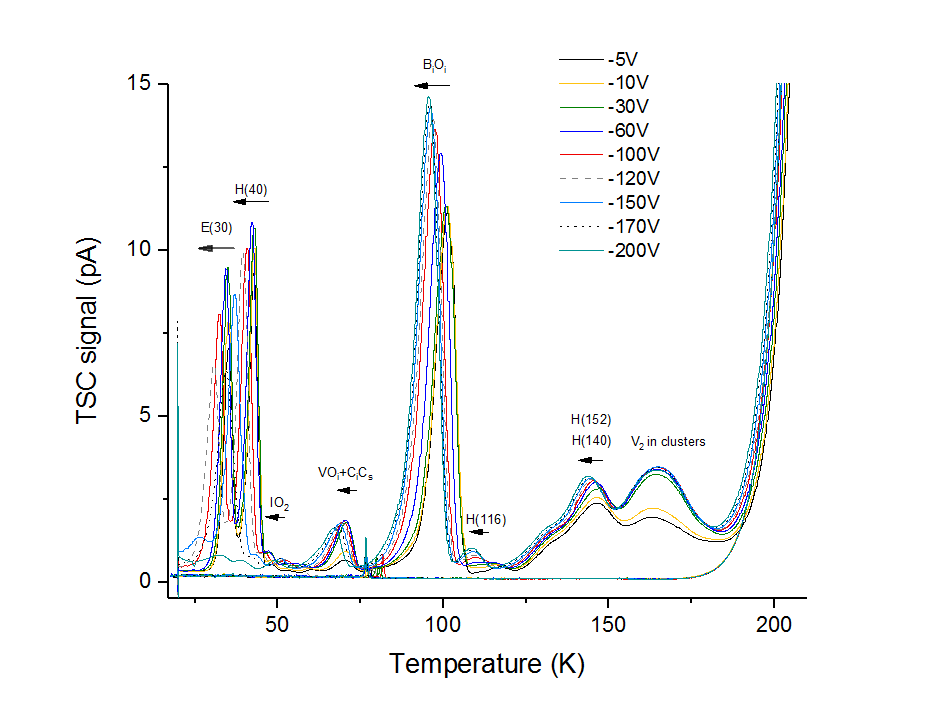 BiOi
H(40)
E(30)
H(152)
H(140)
V2 in clusters
VOi+CiCs
IO2
H(116)
-5V
-10V
-30V
-60V
-100V
-120V
-150V
-170V
-200V
15
10
5
0
TSC signal (pA)
50
100
150
200
Temperature (K)